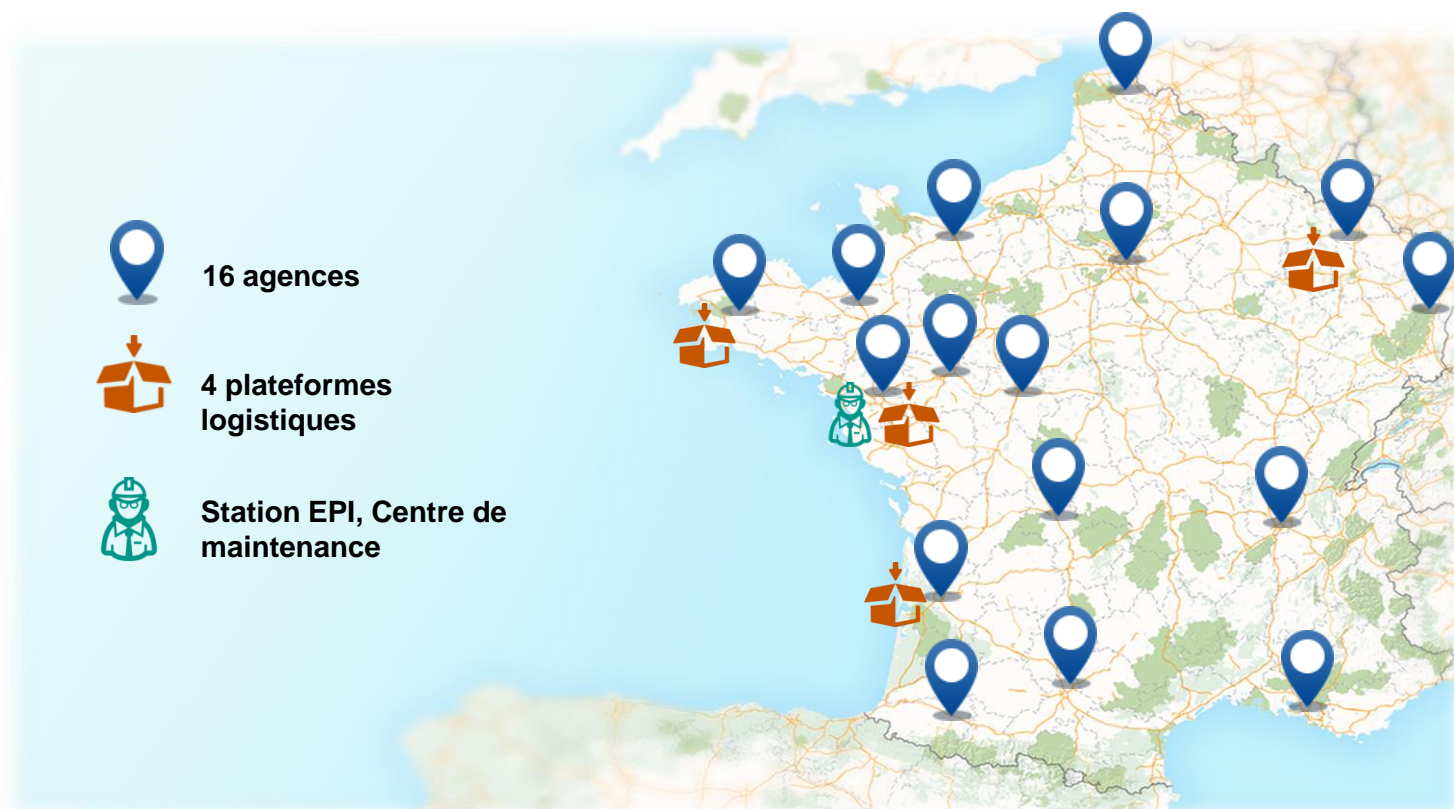 16 agences
4 plateformes
logistiques
Station EPI, Centre de
maintenance